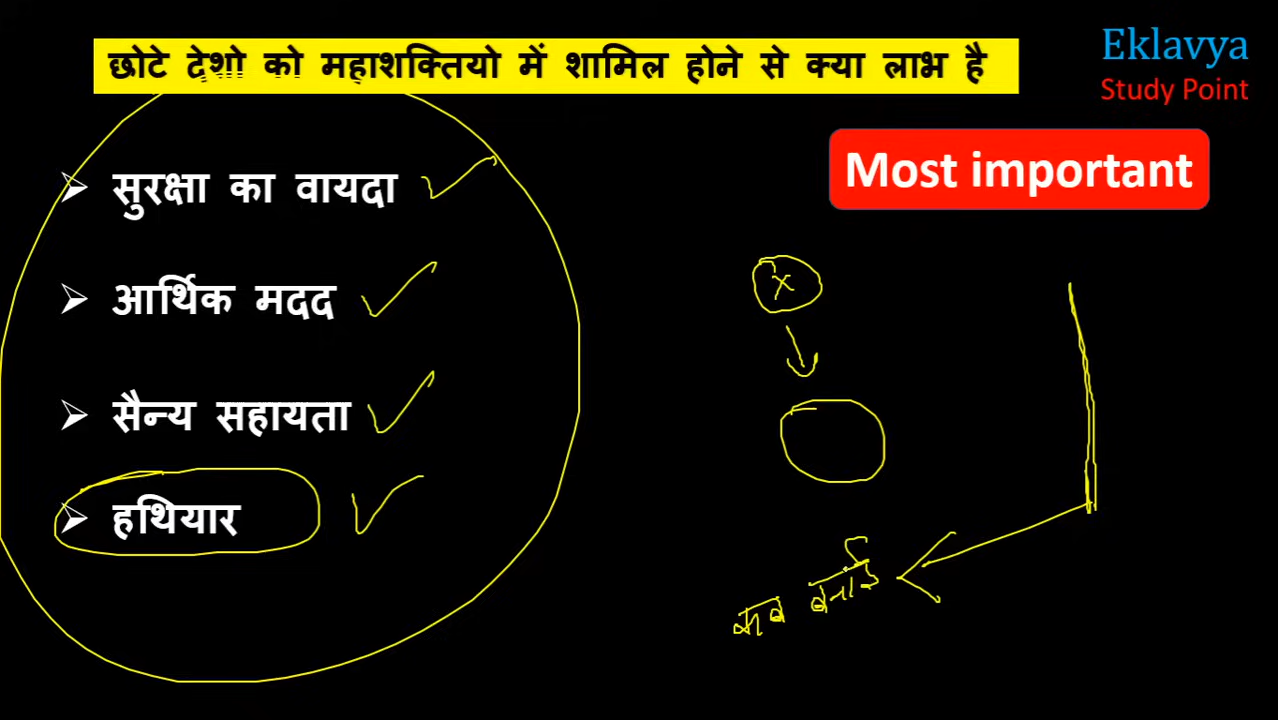 छोटे देशो को महाशक्तियो में शामिल होने से क्या लाभ है
Eklavya
Study Point
Most important
सुरक्षा का वायदा
आर्थिक मदद
सैन्य सहायता
हथियार
X